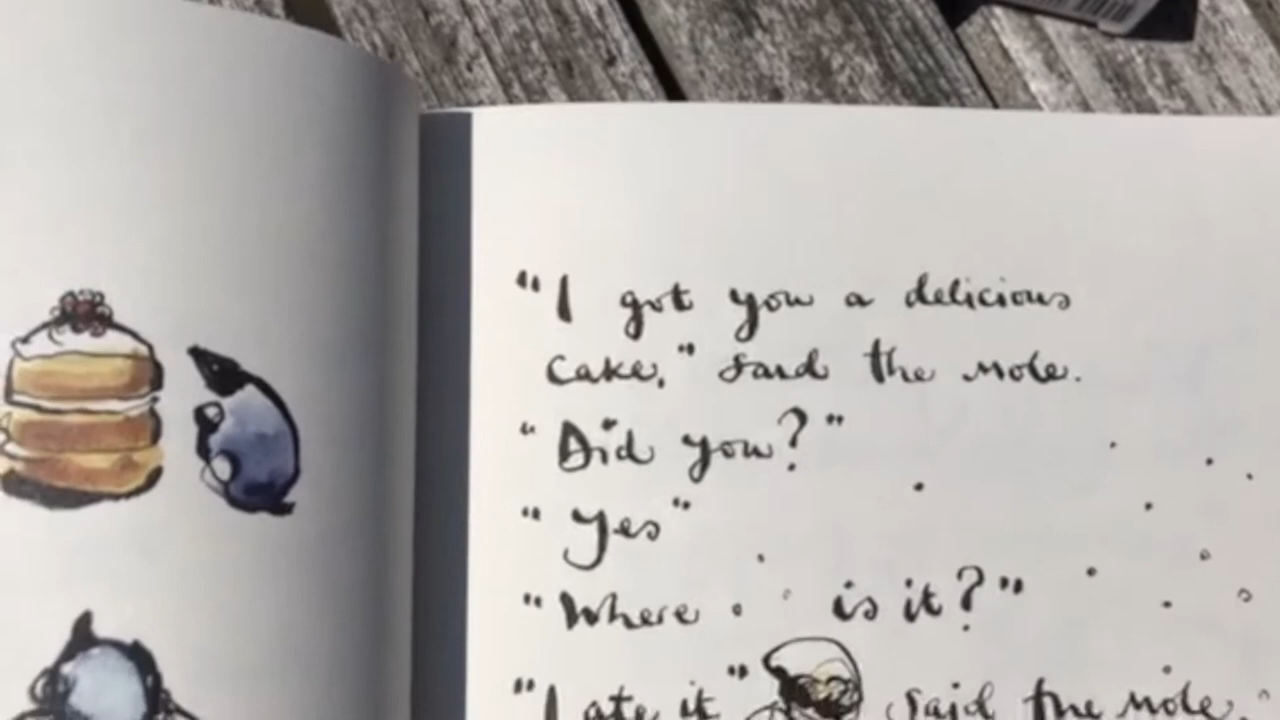 "I got you a delicious
cake," said the mole.
"Did you?"
"Yes"
"Where is it?"
"I ate it" said the mole.